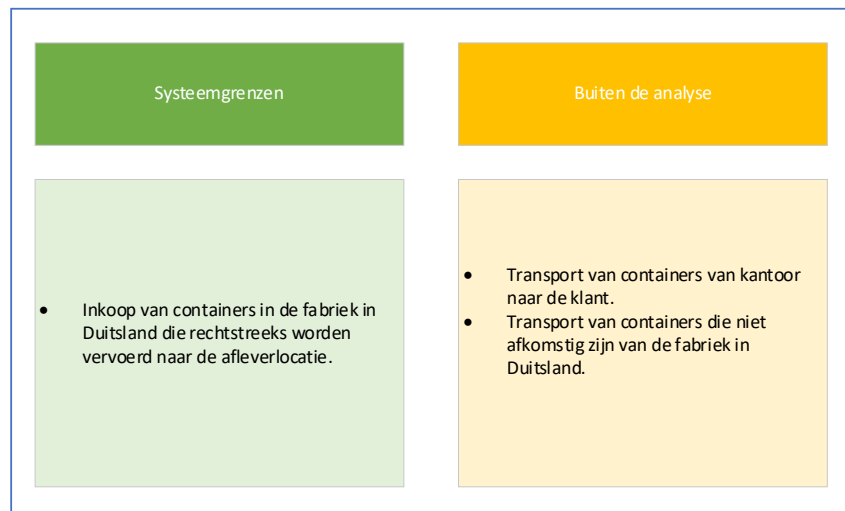 Systeemgrenzen
Buiten de analyse
• Inkoop van containers in de fabriek in
Duitsland die rechtstreeks worden
vervoerd naar de afleverlocatie.
• Transport van containers van kantoor
naar de klant.
• Transport van containers die niet
afkomstig zijn van de fabriek in
Duitsland.